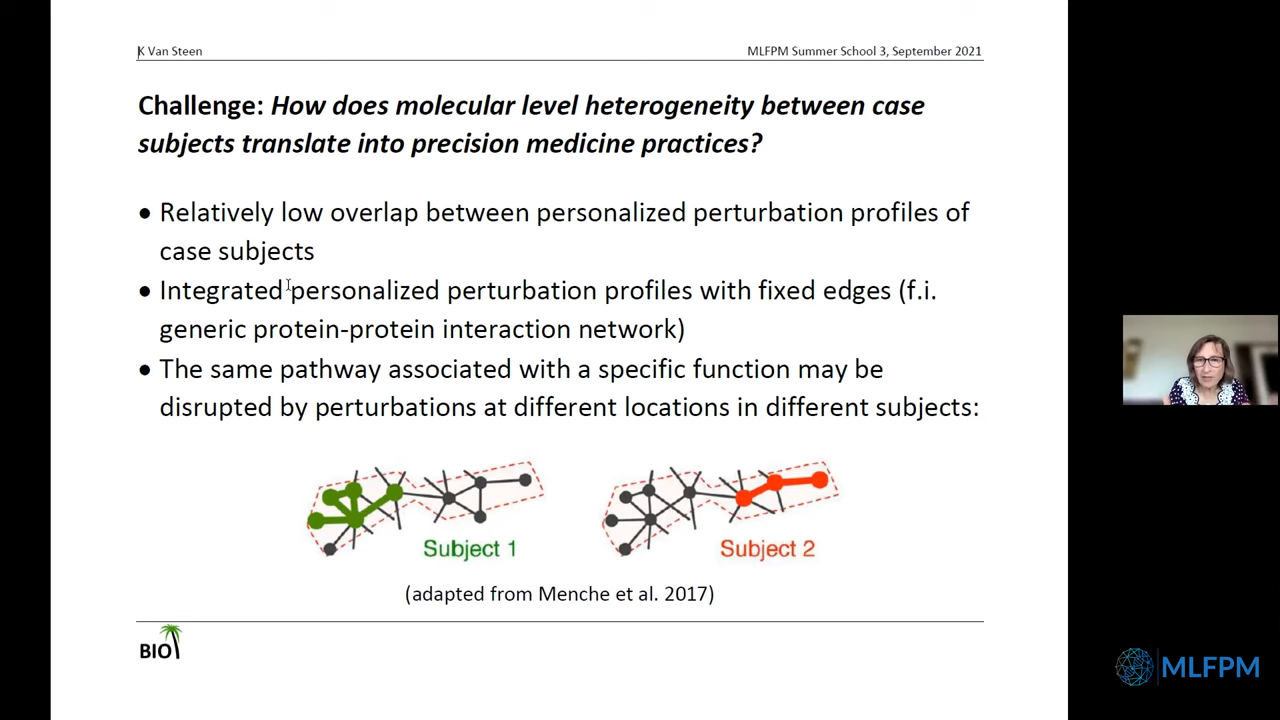 K Van Steen
MLFPM Summer School 3, September 2021
Challenge: How does molecular level heterogeneity between case
subjects translate into precision medicine practices?
• Relatively low overlap between personalized perturbation profiles of
case subjects
• Integrated personalized perturbation profiles with fixed edges (f.i.
generic protein-protein interaction network)
• The same pathway associated with a specific function may be
disrupted by perturbations at different locations in different subjects:
Subject 1
Subject 2
(adapted from Menche et al. 2017)
BIO
MLFPM